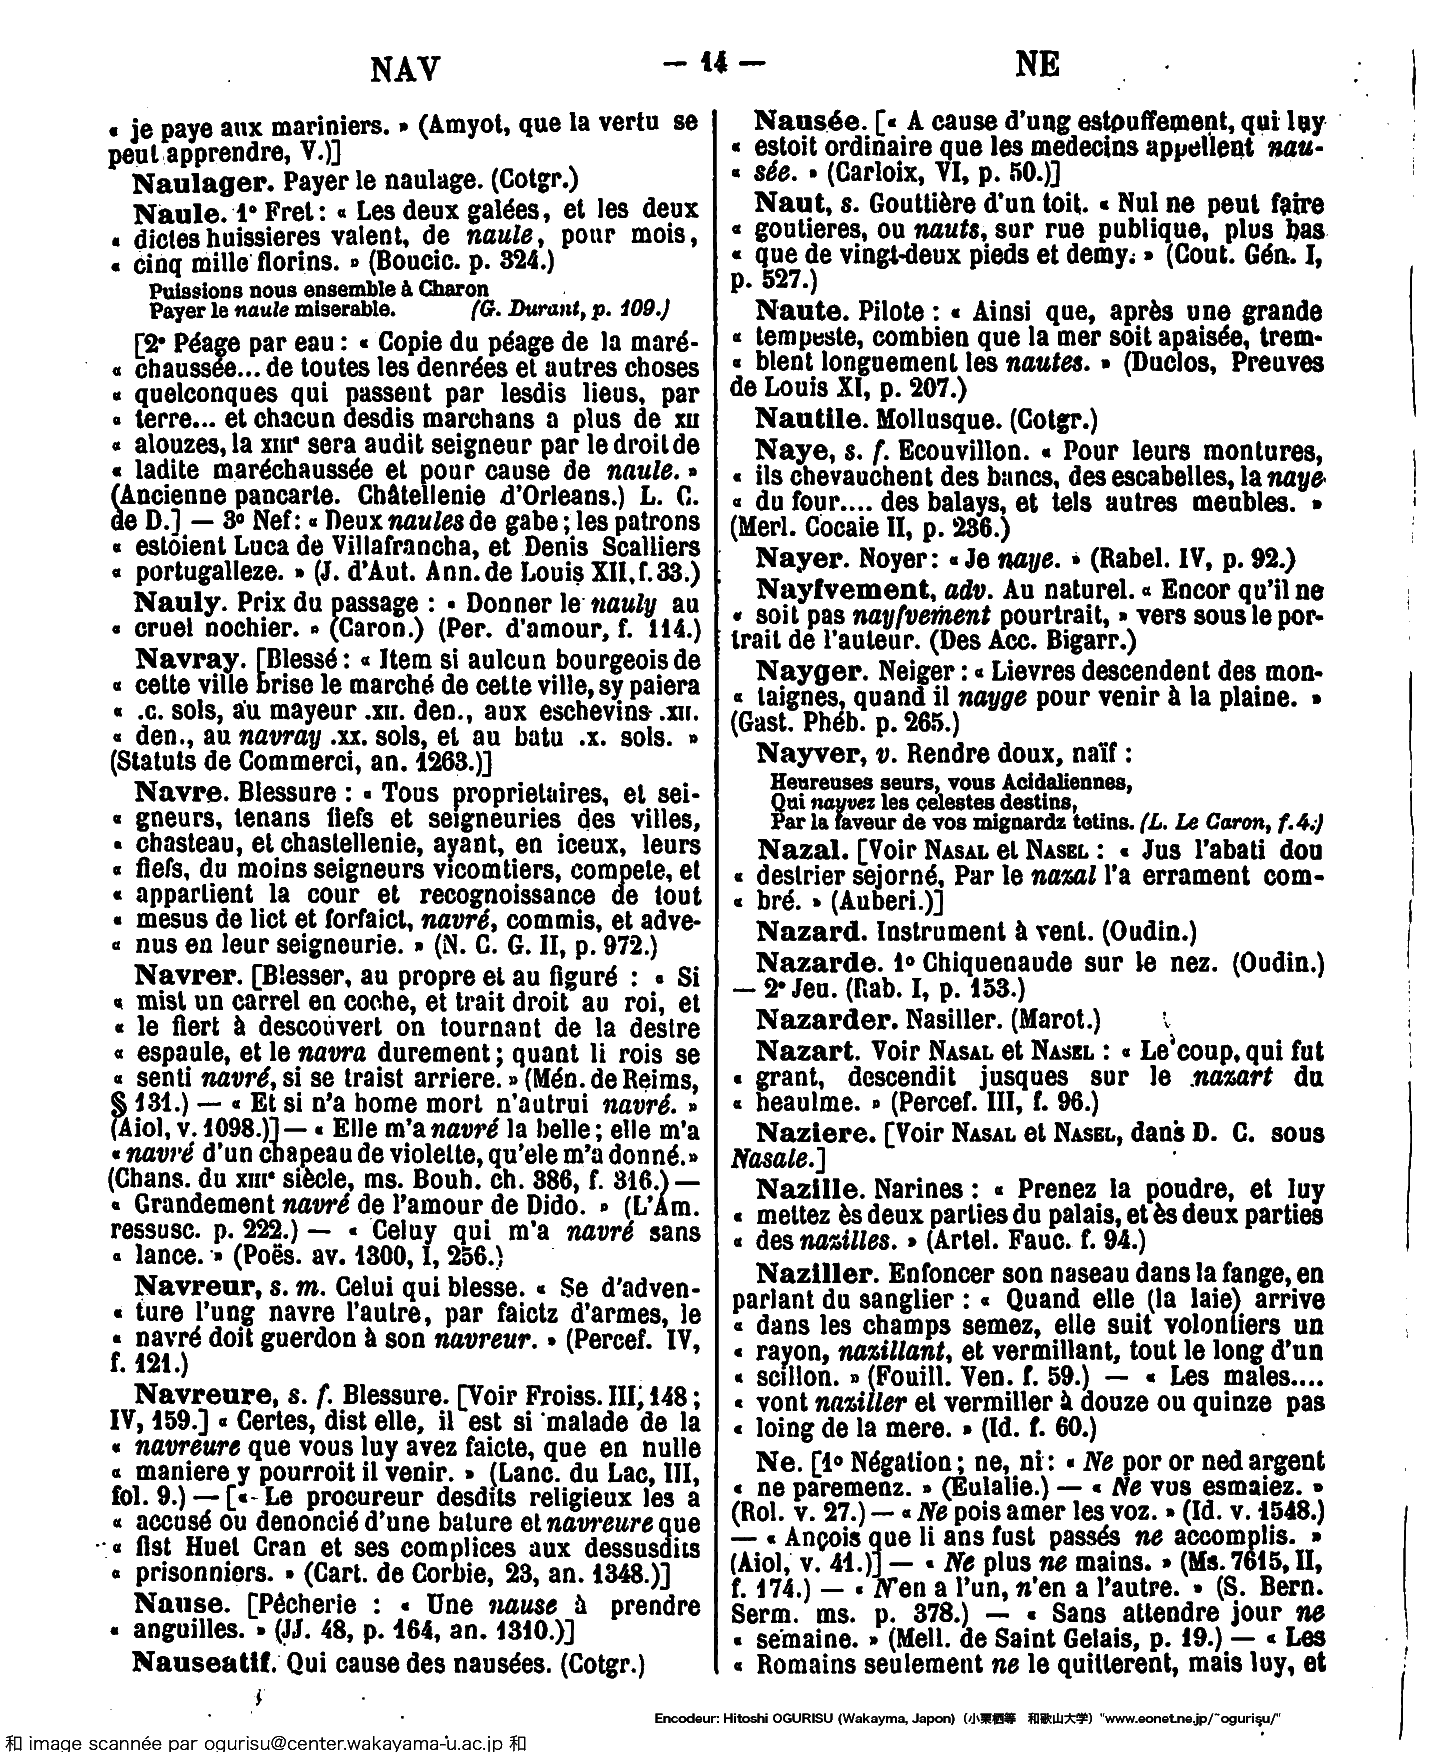 NAV
— 14 —
NE
« je paye aux mariniers. » (Amyot, que la vertu se
peut apprendre, V.)]
Naulager. Payer le naulage. (Cotgr.)
Naule. 1° Fret : « Les deux galées, et les deux
« dictes huissieres valent, de naule, pour mois,
« cinq mille florins. » (Boucic. p. 324.)
Puissions nous ensemble à Charon
Payer le naule miserable. (G. Durant, p. 109.)
[2° Péage par eau : « Copie du péage de la maré-
« chaussée... de toutes les denrées et autres choses
« quelconques qui passent par lesdis lieus, par
« terre... et chacun desdis marchans a plus de XII
« alouzes, la XIIIe sera audit seigneur par le droit de
« ladite maréchaussée et pour cause de naule. »
(Ancienne pancarte. Châtellenie d'Orleans.) L. C.
de D.] — 3° Nef : « Deux naules de gabe ; les patrons
« estoient Luca de Villafrancha, et Denis Scalliers
« portugalleze. » (J. d'Aut. Ann. de Louis XII, f. 33.)
Nauly. Prix du passage : « Donner le nauly au
« cruel nochier. » (Caron.) (Per. d'amour, f. 114.)
Navray. [Blessé : « Item si aulcun bourgeois de
« cette ville brise le marché de cette ville, sy paiera
« .c. sols, au mayeur .XII. den., aux eschevins .XII.
« den., au navray .XX. sols, et au batu .X. sols. »
(Statuts de Commerci, an. 1263.)]
Navre. Blessure : « Tous proprietaires, et sei-
« gneurs, tenans fiefs et seigneuries des villes,
« chasteau, et chastellenie, ayant, en iceux, leurs
« fiefs, du moins seigneurs vicomtiers, compete, et
« appartient la cour et recognoissance de tout
« mesus de lict et forfaict, navré, commis, et adve-
« nus en leur seigneurie. » (N. C. G. II, p. 972.)
Navrer. [Blesser, au propre et au figuré : « Si
« mist un carrel en coche, et trait droit au roi, et
« le fiert à descouvert on tournant de la destre
« espaule, et le navra durement ; quant li rois se
« senti navré, si se traist arriere. » (Mén. de Reims,
§ 131.) — « Et si n'a home mort n'autrui navré. »
(Aiol, v. 1098.)] — « Elle m'a navré la belle ; elle m'a
« navré d'un chapeau de violette, qu'ele m'a donné. »
(Chans. du XIIIe siècle, ms. Bouh. ch. 386, f. 316.) —
« Grandement navré de l'amour de Dido. » (L'Am.
ressusc. p. 222.) — « Celuy qui m'a navré sans
« lance. » (Poës. av. 1300, I, 256.)
Navreur, s. m. Celui qui blesse. « Se d'adven-
« ture l'ung navre l'autre, par faictz d'armes, le
« navré doit guerdon à son navreur. » (Percef. IV,
f. 121.)
Navreure, s. f. Blessure. [Voir Froiss. III, 148 ;
IV, 159.] « Certes, dist elle, il est si malade de la
« navreure que vous luy avez faicte, que en nulle
« maniere y pourroit il venir. » (Lanc. du Lac, III,
fol. 9.) — [« Le procureur desdits religieux les a
« accusé ou denoncié d'une bature et navreure que
« fist Huet Cran et ses complices aux dessusdits
« prisonniers. » (Cart. de Corbie, 23, an. 1348.)]
Nause. [Pêcherie : « Une nause à prendre
« anguilles. » (JJ. 48, p. 164, an. 1310.)]
Nauseatif. Qui cause des nausées. (Cotgr.)
Nausée. [« A cause d'ung estouffement, qui luy
« estoit ordinaire que les medecins appellent nau-
« sée. » (Carloix, VI, p. 50.)]
Naut, s. Gouttière d'un toit. « Nul ne peut faire
« goutieres, ou nauts, sur rue publique, plus bas
« que de vingt-deux pieds et demy. » (Cout. Gén. I,
p. 527.)
Naute. Pilote : « Ainsi que, après une grande
« tempeste, combien que la mer soit apaisée, trem-
« blent longuement les nautes. » (Duclos, Preuves
de Louis XI, p. 207.)
Nautile. Mollusque. (Cotgr.)
Naye, s. f. Ecouvillon. « Pour leurs montures,
« ils chevauchent des bancs, des escabelles, la naye
« du four.... des balays, et tels autres meubles. »
(Merl. Cocaie II, p. 236.)
Nayer. Noyer : « Je naye. » (Rabel. IV, p. 92.)
Nayfvement, adv. Au naturel. « Encor qu'il ne
« soit pas nayfvement pourtrait, » vers sous le por-
trait de l'auteur. (Des Acc. Bigarr.)
Nayger. Neiger : « Lievres descendent des mon-
« taignes, quand il nayge pour venir à la plaine. »
(Gast. Phéb. p. 265.)
Nayver, v. Rendre doux, naïf :
Heureuses seurs, vous Acidaliennes,
Qui nayvez les celestes destins,
Par la faveur de vos mignardz tetins. (L. Le Caron, f. 4.)
Nazal. [Voir NASAL et NASEL : « Jus l'abati dou
« destrier sejorné, Par le nazal l'a errament com-
« bré. » (Auberi.)]
Nazard. Instrument à vent. (Oudin.)
Nazarde. 1° Chiquenaude sur le nez. (Oudin.)
— 2° Jeu. (Rab. I, p. 153.)
Nazarder. Nasiller. (Marot.)
Nazart. Voir NASAL et NASEL : « Le coup, qui fut
« grant, descendit jusques sur le nazart du
« heaulme. » (Percef. III, f. 96.)
Naziere. [Voir NASAL et NASEL, dans D. C. sous
Nasale.]
Nazille. Narines : « Prenez la poudre, et luy
« mettez ès deux parties du palais, et ès deux parties
« des nazilles. » (Artel. Fauc. f. 94.)
Naziller. Enfoncer son naseau dans la fange, en
parlant du sanglier : « Quand elle (la laie) arrive
« dans les champs semez, elle suit volontiers un
« rayon, nazillant, et vermillant, tout le long d'un
« scillon. » (Fouill. Ven. f. 59.) — « Les males....
« vont naziller et vermiller à douze ou quinze pas
« loing de la mere. » (Id. f. 60.)
Ne. [1° Négation ; ne, ni : « Ne por or ned argent
« ne paremenz. » (Eulalie.) — « Ne vus esmaiez. »
(Rol. v. 27.) — « Ne pois amer les voz. » (Id. v. 1548.)
— « Ançois que li ans fust passés ne accomplis. »
(Aiol, v. 41.)] — « Ne plus ne mains. » (Ms. 7615, II,
f. 174.) — « N'en a l'un, n'en a l'autre. » (S. Bern.
Serm. ms. p. 378.) — « Sans attendre jour ne
« semaine. » (Mell. de Saint Gelais, p. 19.) — « Les
« Romains seulement ne le quitterent, mais luy, et
Encodeur: Hitoshi OGURISU (Wakayma, Japon) (小栗栖等 和歌山大学) "www.eonet.ne.jp/~ogurisu/"
和 image scannée par ogurisu@center.wakayama-u.ac.jp 和